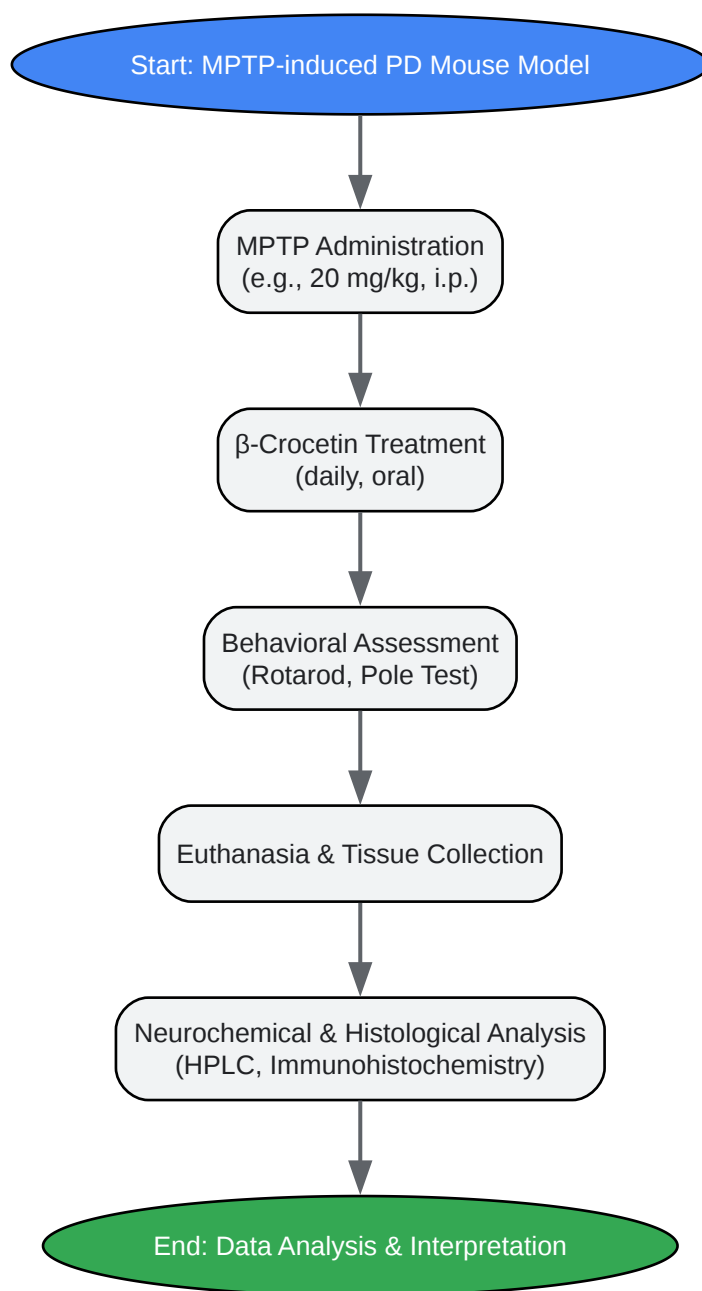 Start: MPTP-induced PD Mouse Model
MPTP Administration
(e.g., 20 mg/kg, i.p.)
β-Crocetin Treatment
(daily, oral)
Behavioral Assessment
(Rotarod, Pole Test)
Euthanasia & Tissue Collection
Neurochemical & Histological Analysis
(HPLC, Immunohistochemistry)
End: Data Analysis & Interpretation